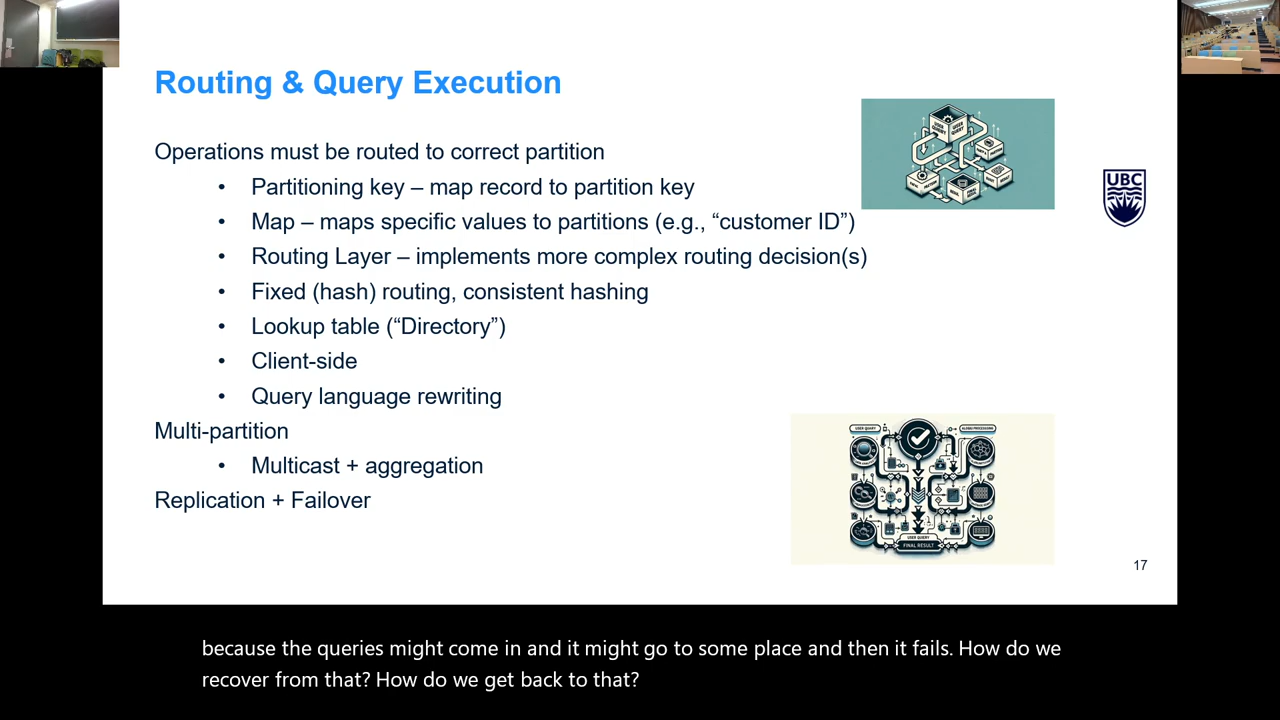 Routing & Query Execution
Operations must be routed to correct partition
• Partitioning key – map record to partition key
• Map – maps specific values to partitions (e.g., “customer ID”)
• Routing Layer – implements more complex routing decision(s)
• Fixed (hash) routing, consistent hashing
• Lookup table (“Directory”)
• Client-side
• Query language rewriting
Multi-partition
• Multicast + aggregation
Replication + Failover
UBC
USER QUERY
FINAL RESULT
17
because the queries might come in and it might go to some place and then it fails. How do we
recover from that? How do we get back to that?